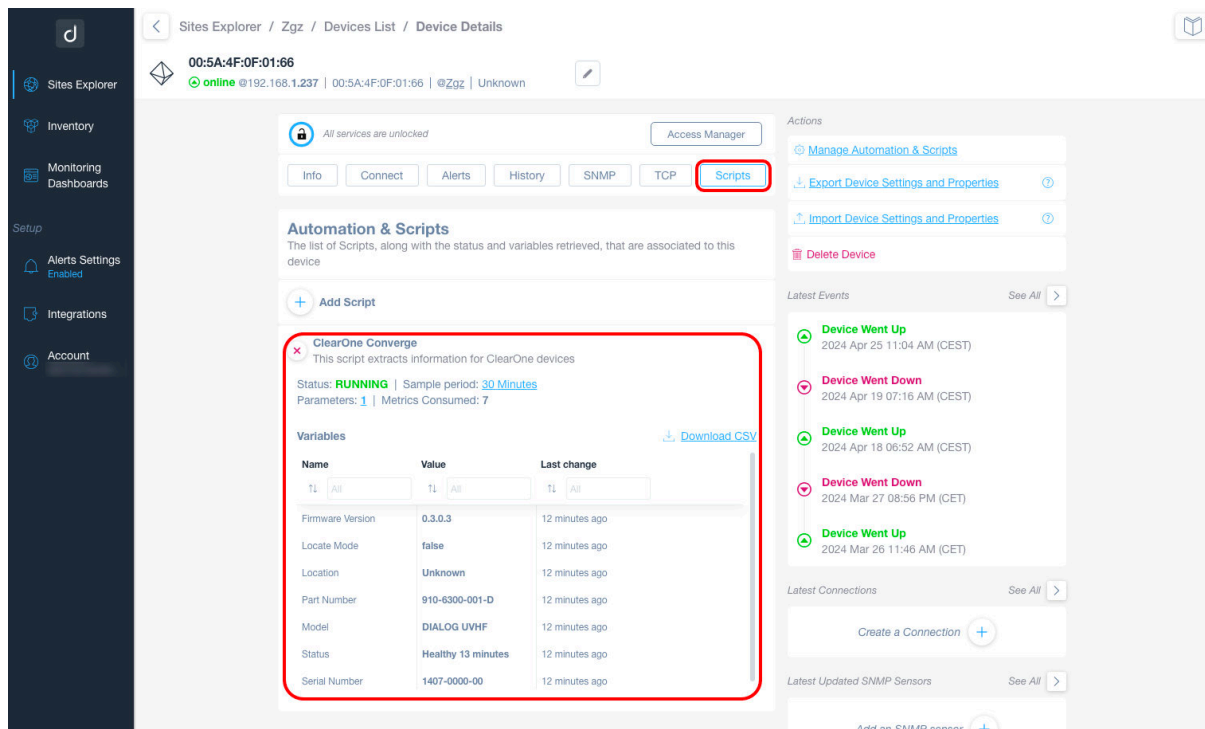 d
Sites Explorer
Inventory
Monitoring
Dashboards
Setup
Alerts Settings
Enabled
Integrations
Account
Sites Explorer / Zgz / Devices List / Device Details
00:5A:4F:0F:01:66
online @192.168.1.237 | 00:5A:4F:0F:01:66 | @Zgz | Unknown
All services are unlocked
Access Manager
Info Connect Alerts History SNMP TCP Scripts
Automation & Scripts
The list of Scripts, along with the status and variables retrieved, that are associated to this
device
+ Add Script
ClearOne Converge
This script extracts information for ClearOne devices
Status: RUNNING | Sample period: 30 Minutes
Parameters: 1 | Metrics Consumed: 7
Variables Download CSV
Name Value Last change
All All All
Firmware Version 0.3.0.3 12 minutes ago
Locate Mode false 12 minutes ago
Location Unknown 12 minutes ago
Part Number 910-6300-001-D 12 minutes ago
Model DIALOG UVHF 12 minutes ago
Status Healthy 13 minutes 12 minutes ago
Serial Number 1407-0000-00 12 minutes ago
Actions
Manage Automation & Scripts
Export Device Settings and Properties ?
Import Device Settings and Properties ?
Delete Device
Latest Events See All >
Device Went Up
2024 Apr 25 11:04 AM (CEST)
Device Went Down
2024 Apr 19 07:16 AM (CEST)
Device Went Up
2024 Apr 18 06:52 AM (CEST)
Device Went Down
2024 Mar 27 08:56 PM (CET)
Device Went Up
2024 Mar 26 11:46 AM (CET)
Latest Connections See All >
Create a Connection +
Latest Updated SNMP Sensors See All >
Add an SNMP sensor +